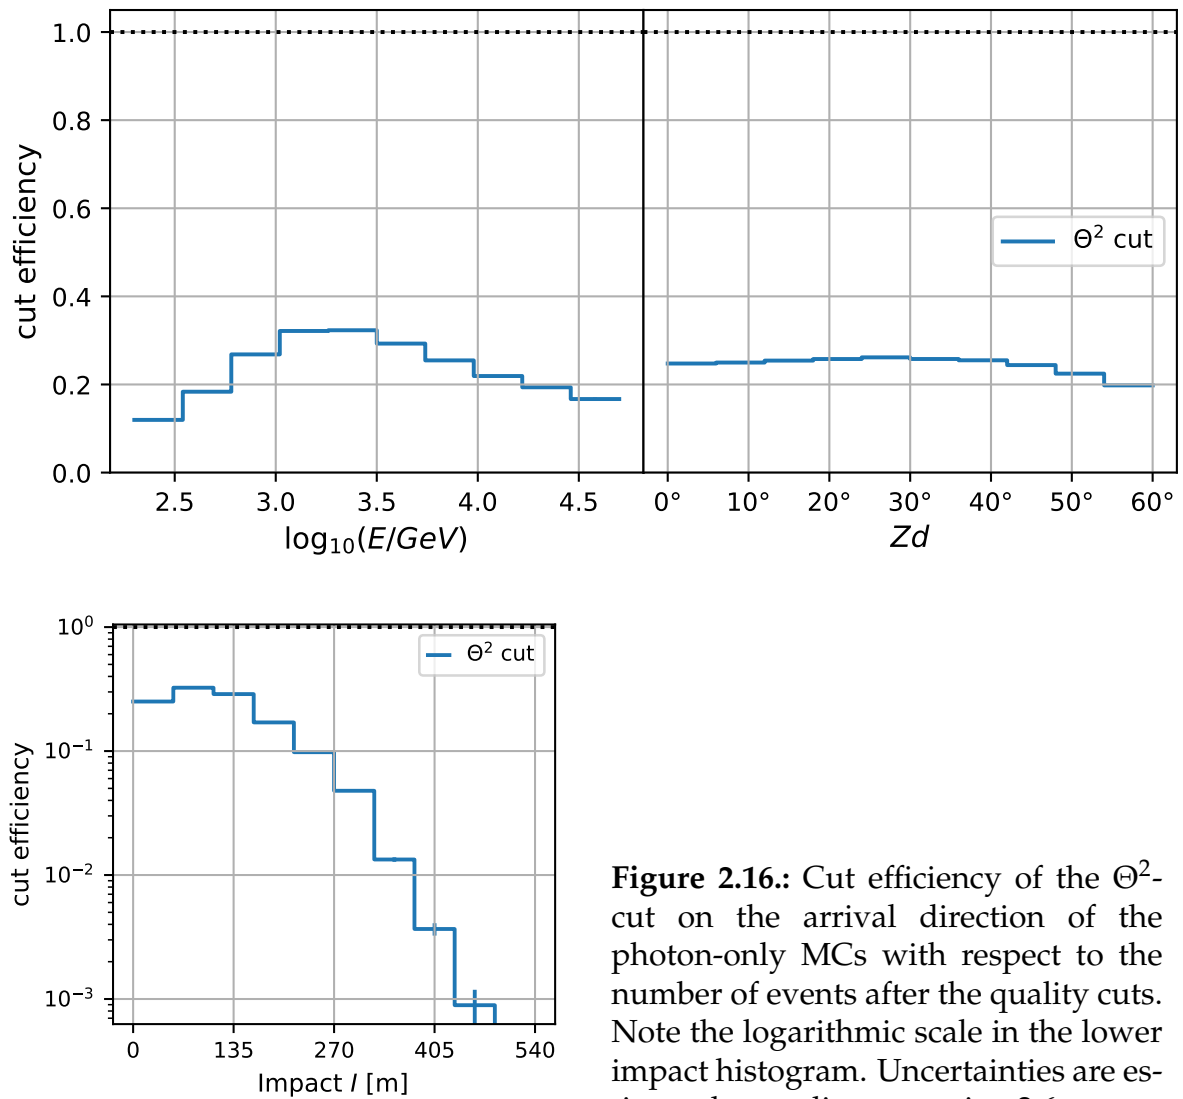 1.0
0.8
0.6
0.4
0.2
0.0
cut efficiency
2.5 3.0 3.5 4.0 4.5
log₁₀(E/GeV)
Θ² cut
0° 10° 20° 30° 40° 50° 60°
Zd
10⁰
10⁻¹
10⁻²
10⁻³
cut efficiency
Θ² cut
0 135 270 405 540
Impact I [m]
Figure 2.16.: Cut efficiency of the Θ²-
cut on the arrival direction of the
photon-only MCs with respect to the
number of events after the quality cuts.
Note the logarithmic scale in the lower
impact histogram. Uncertainties are es-